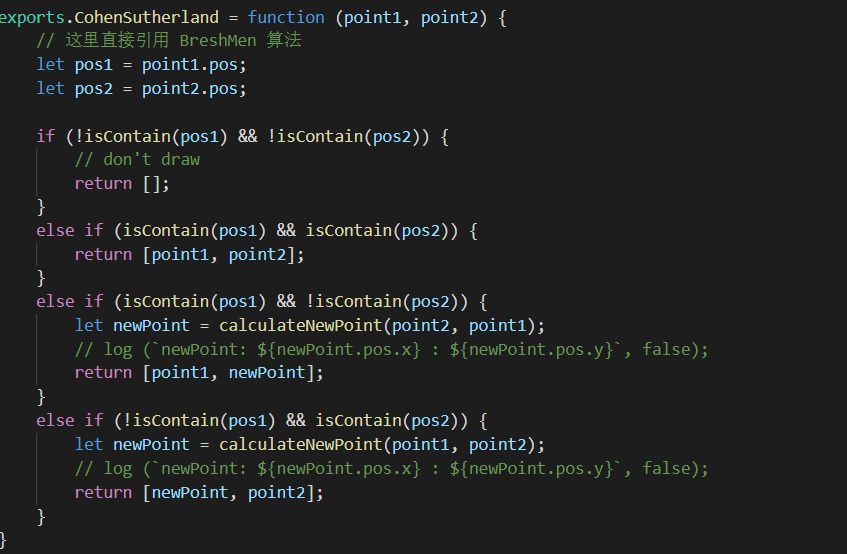 exports.CohenSutherland = function (point1, point2) {
// 这里直接引用 BreshMen 算法
let pos1 = point1.pos;
let pos2 = point2.pos;
if (!isContain(pos1) && !isContain(pos2)) {
// don't draw
return [];
}
else if (isContain(pos1) && isContain(pos2)) {
return [point1, point2];
}
else if (isContain(pos1) && !isContain(pos2)) {
let newPoint = calculateNewPoint(point2, point1);
// log (`newPoint: ${newPoint.pos.x} : ${newPoint.pos.y}`, false);
return [point1, newPoint];
}
else if (!isContain(pos1) && isContain(pos2)) {
let newPoint = calculateNewPoint(point1, point2);
// log (`newPoint: ${newPoint.pos.x} : ${newPoint.pos.y}`, false);
return [newPoint, point2];
}
}